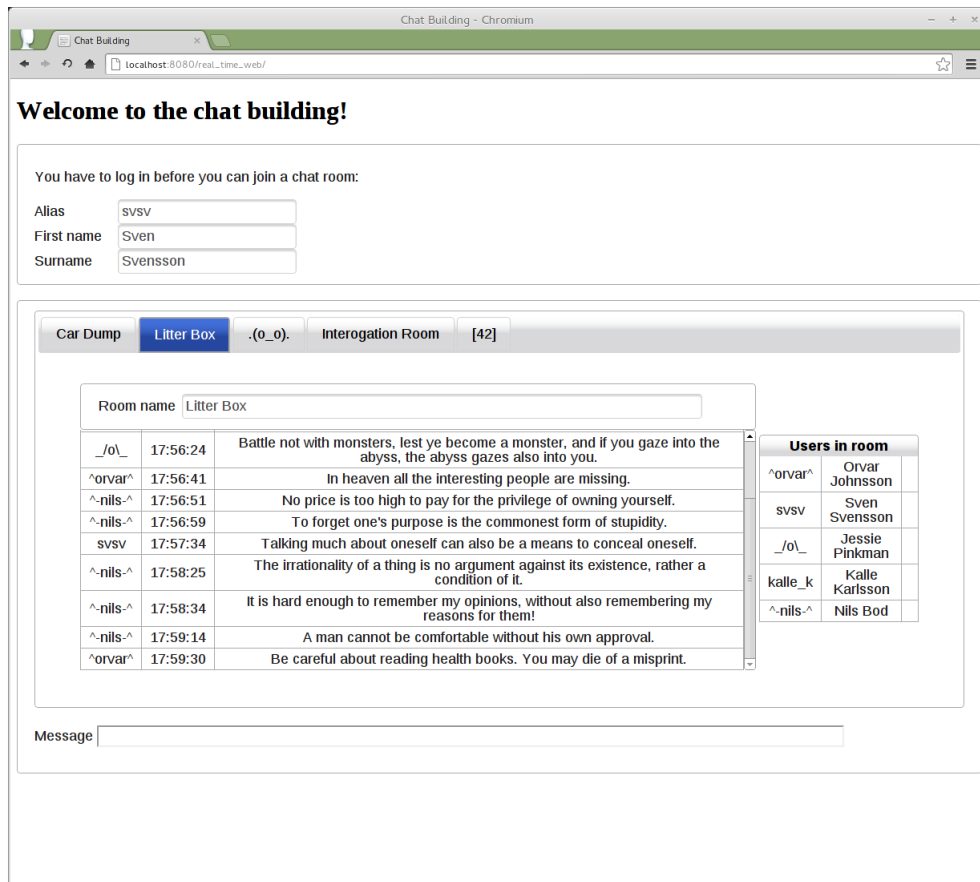 Chat Building - Chromium
Chat Building
localhost:8080/real_time_web/
Welcome to the chat building!
You have to log in before you can join a chat room:
Alias svsv
First name Sven
Surname Svensson
Car Dump Litter Box .(o_o). Interogation Room [42]
Room name Litter Box
_/o\_ 17:56:24 Battle not with monsters, lest ye become a monster, and if you gaze into the
abyss, the abyss gazes also into you.
^orvar^ 17:56:41 In heaven all the interesting people are missing.
^-nils-^ 17:56:51 No price is too high to pay for the privilege of owning yourself.
^-nils-^ 17:56:59 To forget one's purpose is the commonest form of stupidity.
svsv 17:57:34 Talking much about oneself can also be a means to conceal oneself.
^-nils-^ 17:58:25 The irrationality of a thing is no argument against its existence, rather a
condition of it.
^-nils-^ 17:58:34 It is hard enough to remember my opinions, without also remembering my
reasons for them!
^-nils-^ 17:59:14 A man cannot be comfortable without his own approval.
^orvar^ 17:59:30 Be careful about reading health books. You may die of a misprint.
Users in room
^orvar^ Orvar
Johnsson
svsv Sven
Svensson
_/o\_ Jessie
Pinkman
kalle_k Kalle
Karlsson
^-nils-^ Nils Bod
Message